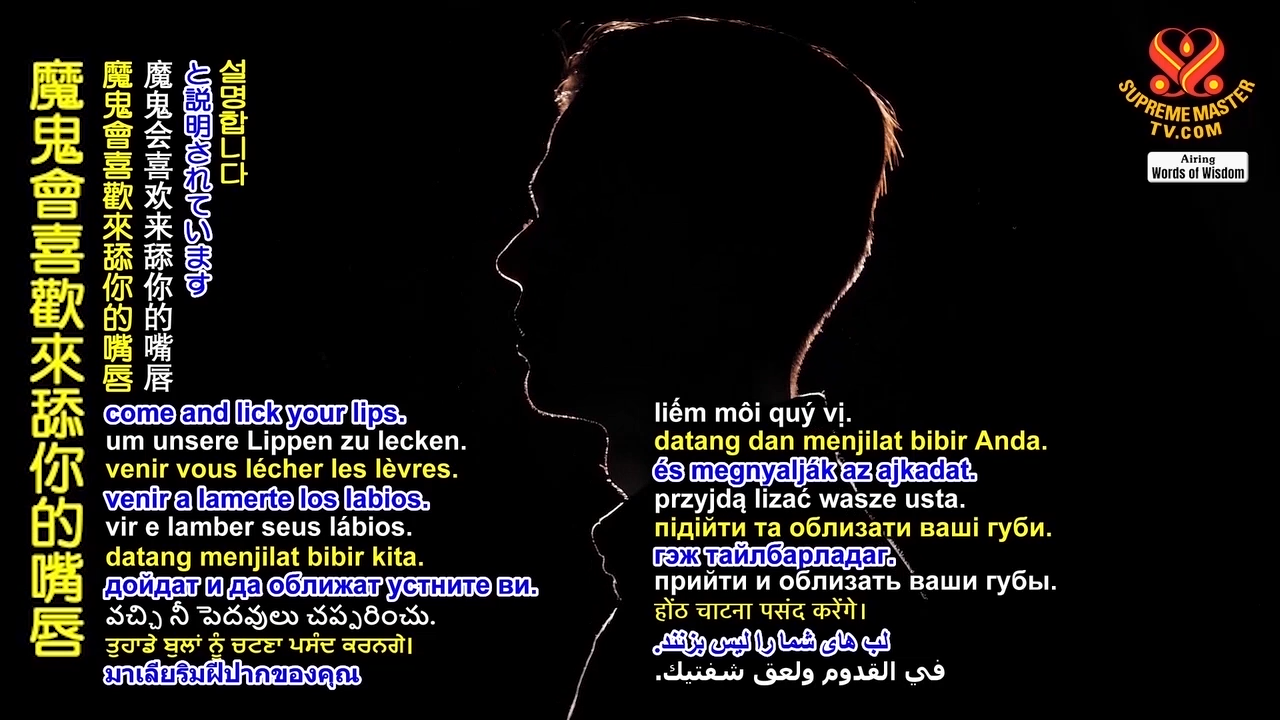 魔鬼會喜歡來舔你的嘴唇
魔鬼會喜歡來舔你的嘴唇
魔鬼会喜欢来舔你的嘴唇
と説明されています
설명합니다
come and lick your lips.
um unsere Lippen zu lecken.
venir vous lécher les lèvres.
venir a lamerte los labios.
vir e lamber seus lábios.
datang menjilat bibir kita.
дойдат и да оближат устните ви.
వచ్చి నీ పెదవులు చప్పరించు.
ਤੁਹਾਡੇ ਬੁਲਾਂ ਨੂੰ ਚਟਣਾ ਪਸੰਦ ਕਰਨਗੇ।
มาเลียริมฝีปากของคุณ
liếm môi quý vị.
datang dan menjilat bibir Anda.
és megnyalják az ajkadat.
przyjdą lizać wasze usta.
підійти та облизати ваші губи.
гэж тайлбарладаг.
прийти и облизать ваши губы.
होंठ चाटना पसंद करेंगे।
لب های شما را لیس بزنند.
في القدوم ولعق شفتيك.
SUPREME MASTER
TV.COM
Airing
Words of Wisdom